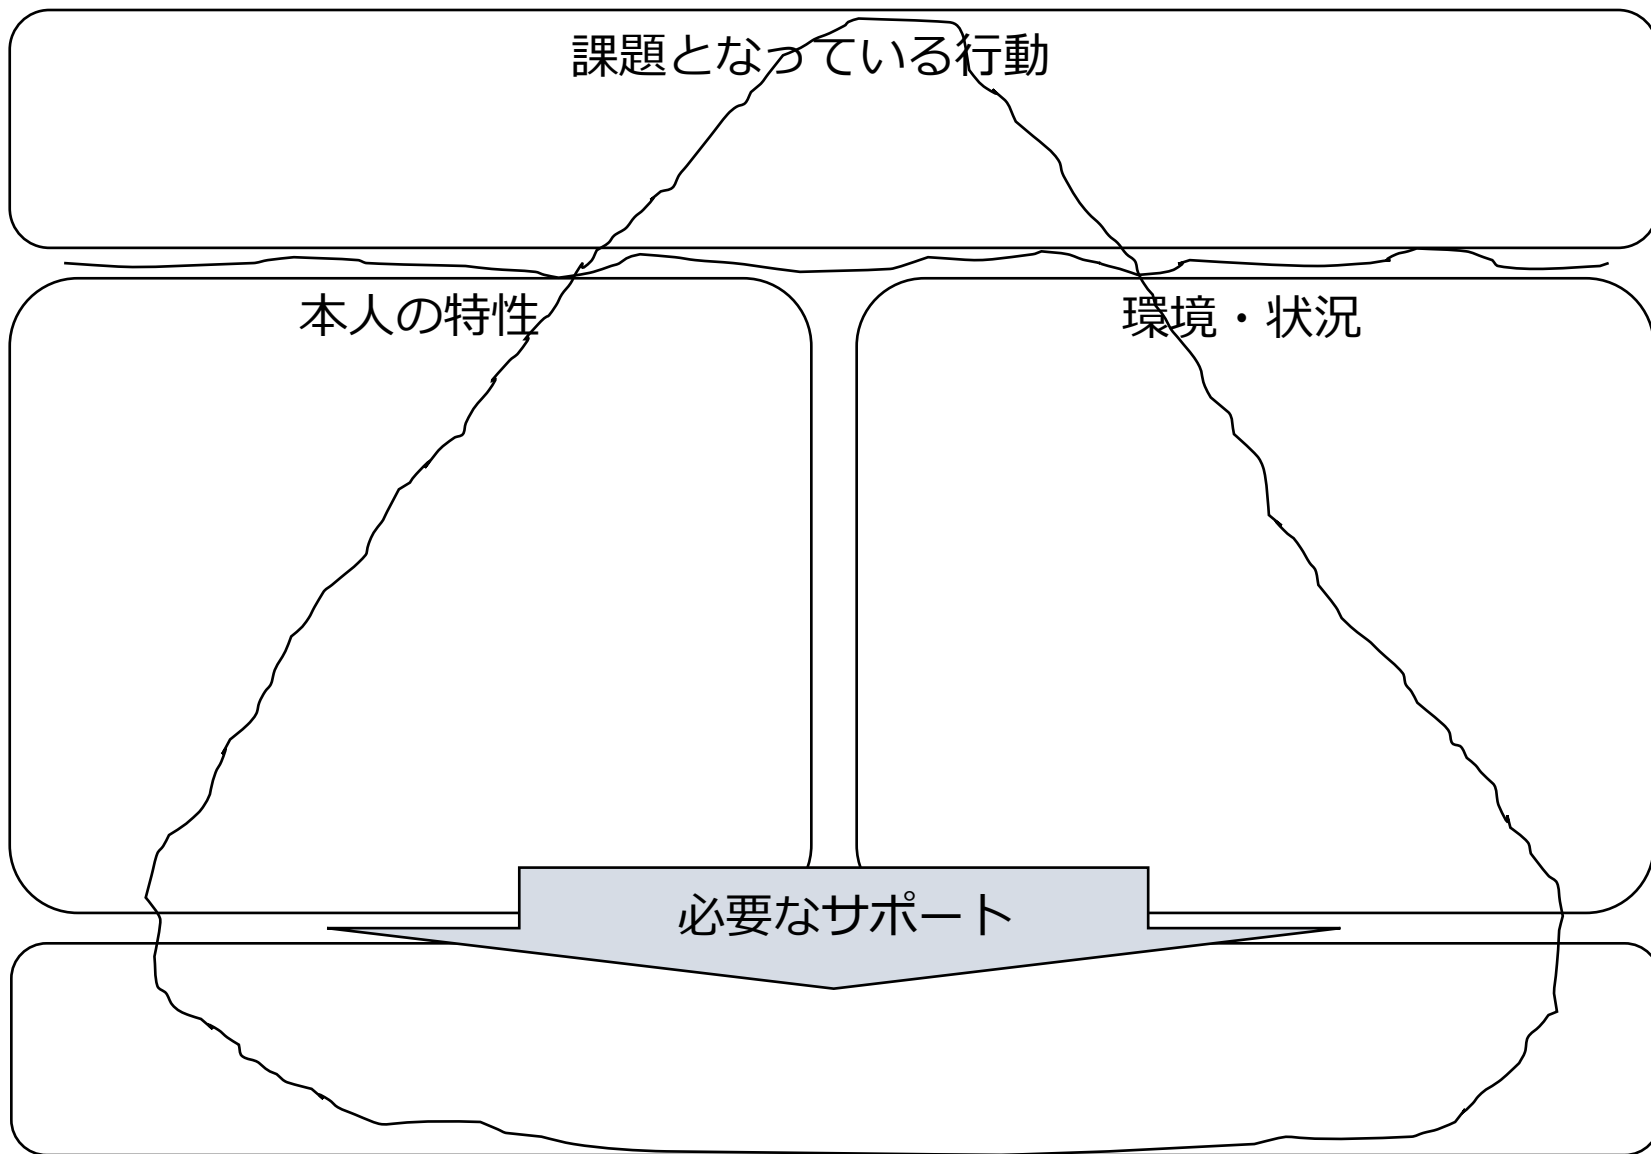 課題となっている行動
本人の特性
環境・状況
必要なサポート